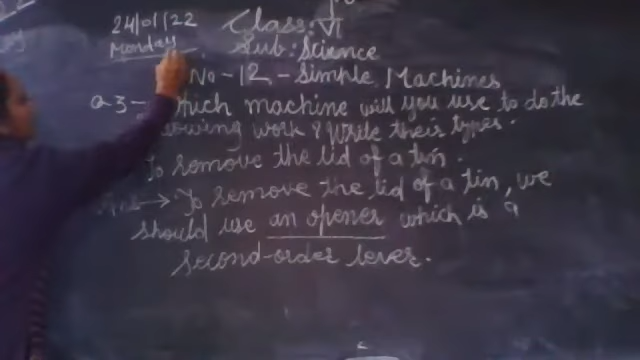 24/01/22 Class: VI
Monday Sub: Science
No - 12 - Simple Machines
Q 3 - Which machine will you use to do the
lowing work & Write their types.
To remove the lid of a tin.
Ans → To remove the lid of a tin, we
should use an opener which is a
second-order lever.